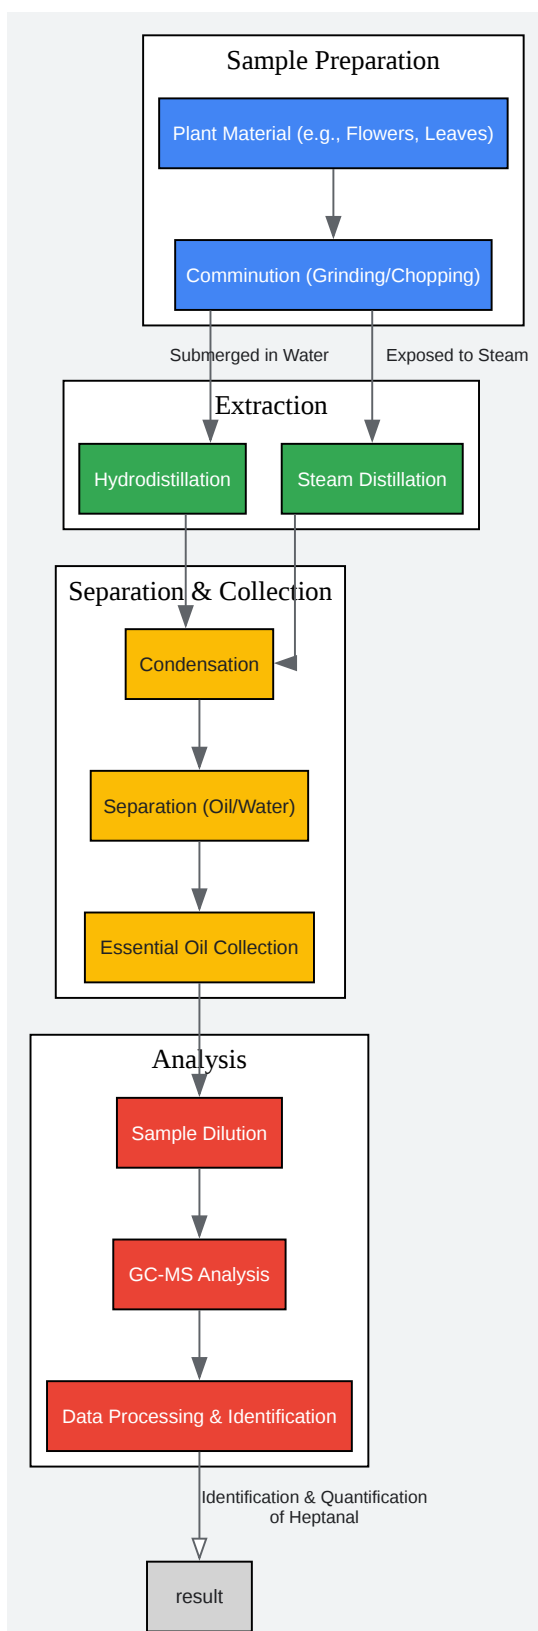 Sample Preparation
Plant Material (e.g., Flowers, Leaves)
Comminution (Grinding/Chopping)
Submerged in Water
Exposed to Steam
Extraction
Hydrodistillation
Steam Distillation
Separation & Collection
Condensation
Separation (Oil/Water)
Essential Oil Collection
Analysis
Sample Dilution
GC-MS Analysis
Data Processing & Identification
Identification & Quantification
of Heptanal
result